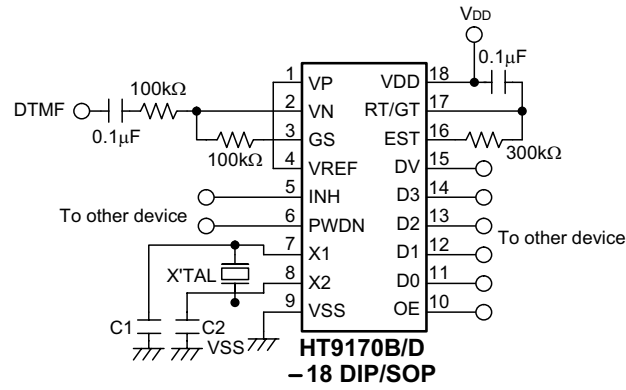 VDD
0.1μF
1 VP VDD 18
100kΩ
DTMF
0.1μF
2 VN RT/GT 17
3 GS EST 16
100kΩ
300kΩ
4 VREF DV 15
5 INH D3 14
To other device
6 PWDN D2 13
To other device
7 X1 D1 12
X'TAL
8 X2 D0 11
9 VSS OE 10
C1
C2
VSS
HT9170B/D
–18 DIP/SOP